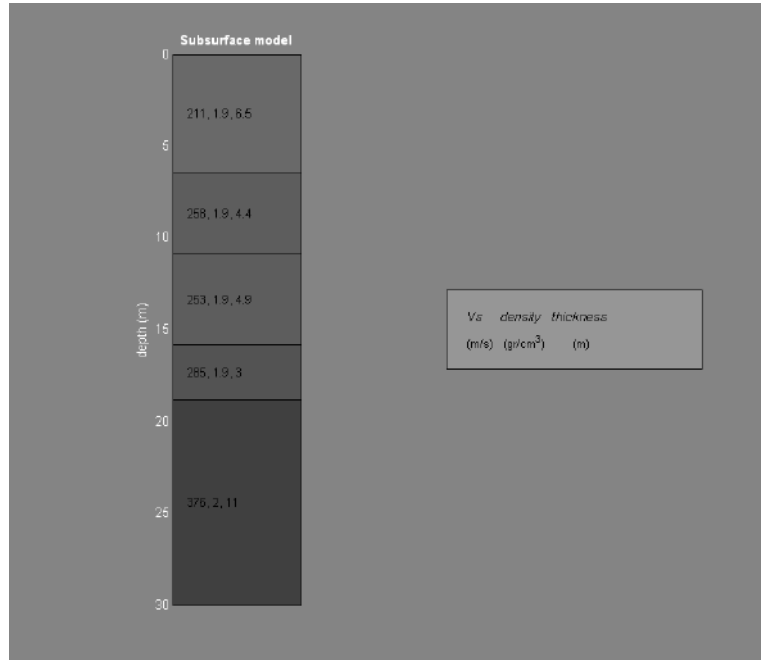 Subsurface model
0
211, 1.9, 6.5
5
258, 1.9, 4.4
10
253, 1.9, 4.9
depth (m)
15
285, 1.9, 3
20
376, 2, 11
25
30
Vs density thickness
(m/s) (gr/cm³) (m)